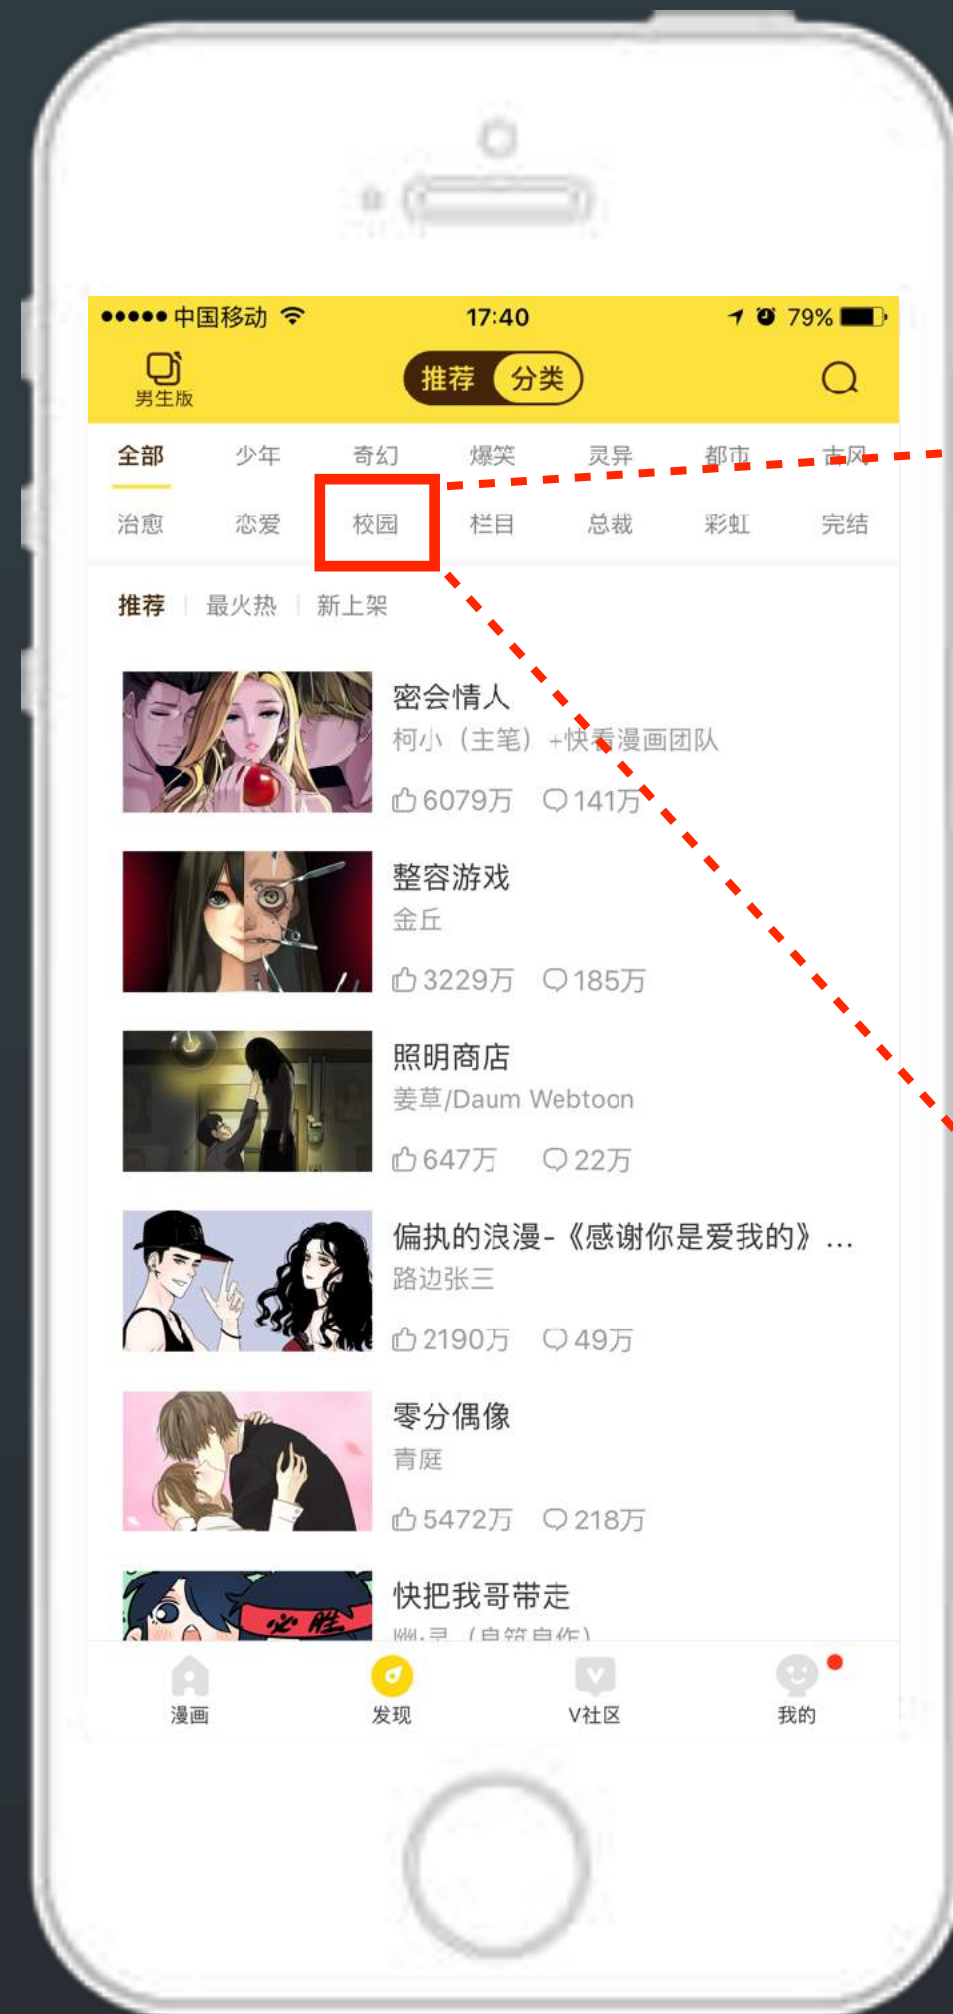 中国移动 17:40 79%
男生版 推荐 分类
全部 少年 奇幻 爆笑 灵异 都市 古风
治愈 恋爱 校园 栏目 总裁 彩虹 完结
推荐 最火热 新上架
密会情人
柯小（主笔）+快看漫画团队
6079万 141万
整容游戏
金丘
3229万 185万
照明商店
姜草/Daum Webtoon
647万 22万
偏执的浪漫-《感谢你是爱我的》...
路边张三
2190万 49万
零分偶像
青庭
5472万 218万
快把我哥带走
必胜
幽·灵（自筑自作）
漫画 发现 V社区 我的